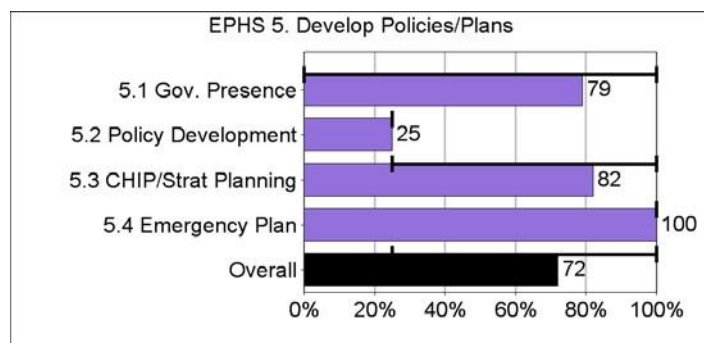 EPHS 5. Develop Policies/Plans
5.1 Gov. Presence
79
5.2 Policy Development
25
5.3 CHIP/Strat Planning
82
5.4 Emergency Plan
100
Overall
72
0% 20% 40% 60% 80% 100%